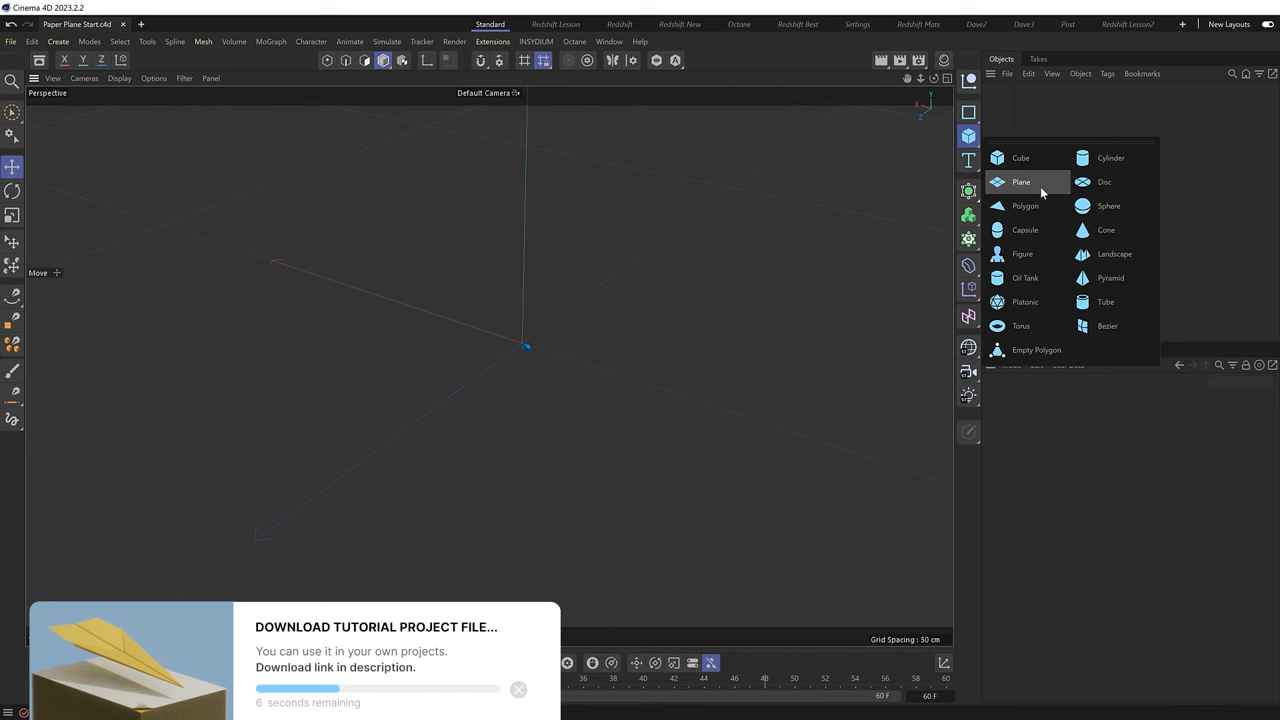 Cinema 4D 2023.2.2
Paper Plane Start.c4d
Standard Redshift Lesson Redshift Redshift New Octane Redshift Best Settings Redshift Mats Dave2 Dave3 Post Redshift Lesson2 New Layouts
File Edit Create Modes Select Tools Spline Mesh Volume MoGraph Character Animate Simulate Tracker Render Extensions INSYDIUM Octane Window Help
X Y Z
Objects Takes
File Edit View Object Tags Bookmarks
View Cameras Display Options Filter Panel
Perspective
Default Camera
Y
X
Z
Cube Cylinder
Plane Disc
Polygon Sphere
Capsule Cone
Figure Landscape
Oil Tank Pyramid
Platonic Tube
Torus Bezier
Empty Polygon
Move
ST
ST
ST
Grid Spacing : 50 cm
36 38 40 42 44 46 48 50 52 54 56 58 60
60 F 60 F
DOWNLOAD TUTORIAL PROJECT FILE...
You can use it in your own projects.
Download link in description.
6 seconds remaining